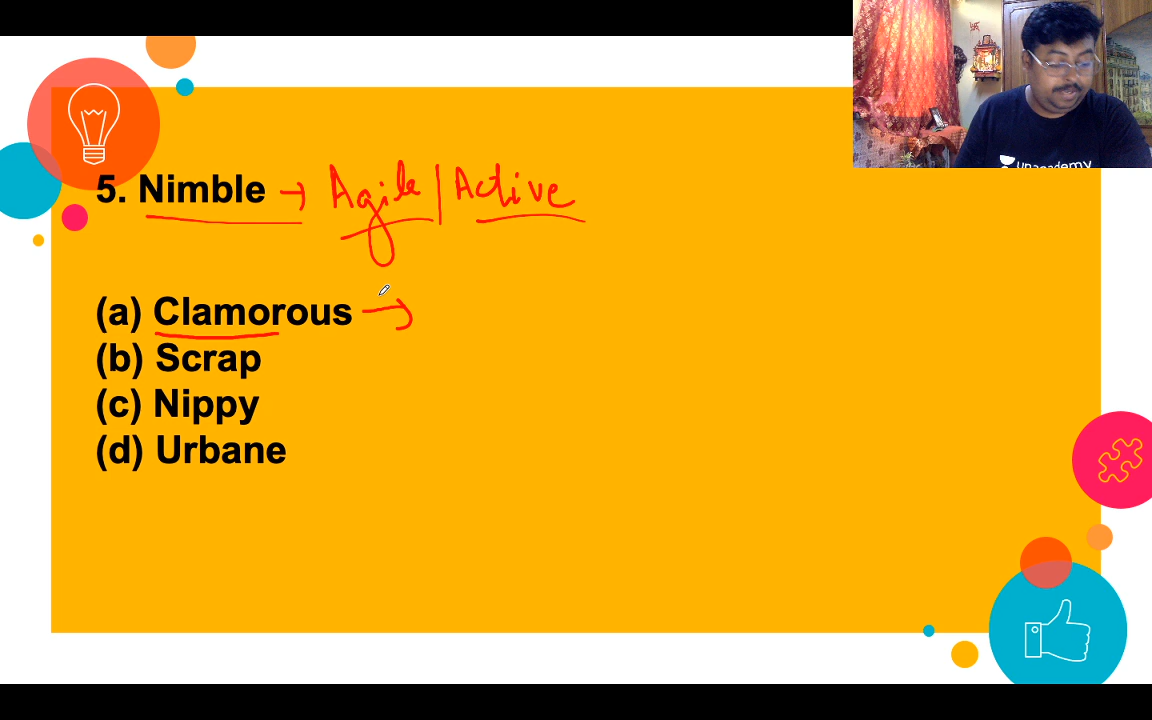 5. Nimble → Agile | Active
(a) Clamorous →
(b) Scrap
(c) Nippy
(d) Urbane
unacademy